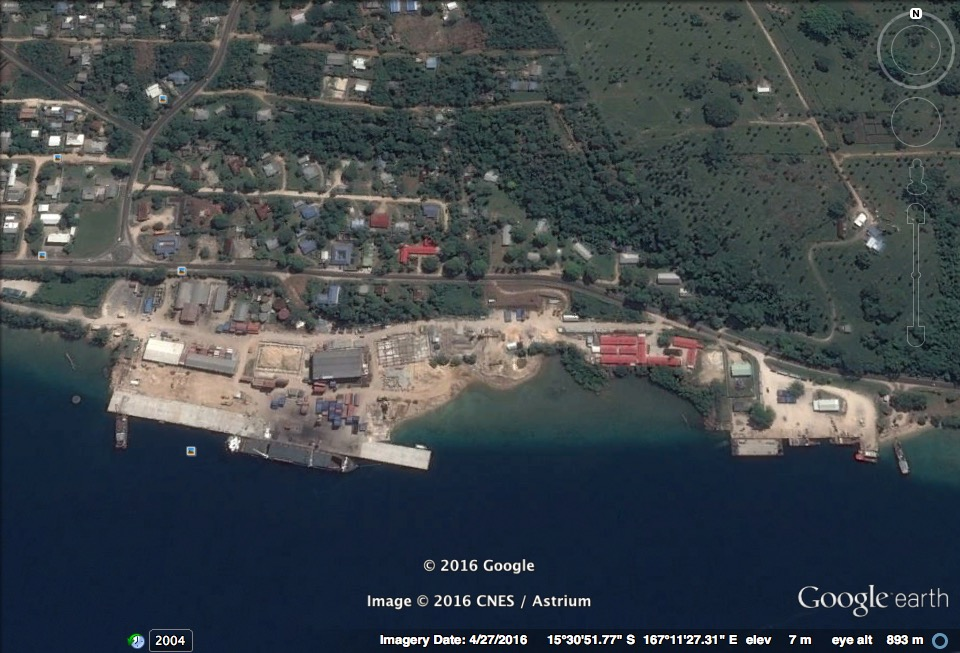 N
© 2016 Google
Image © 2016 CNES / Astrium
Google earth
2004
Imagery Date: 4/27/2016 15°30'51.77" S 167°11'27.31" E elev 7 m eye alt 893 m